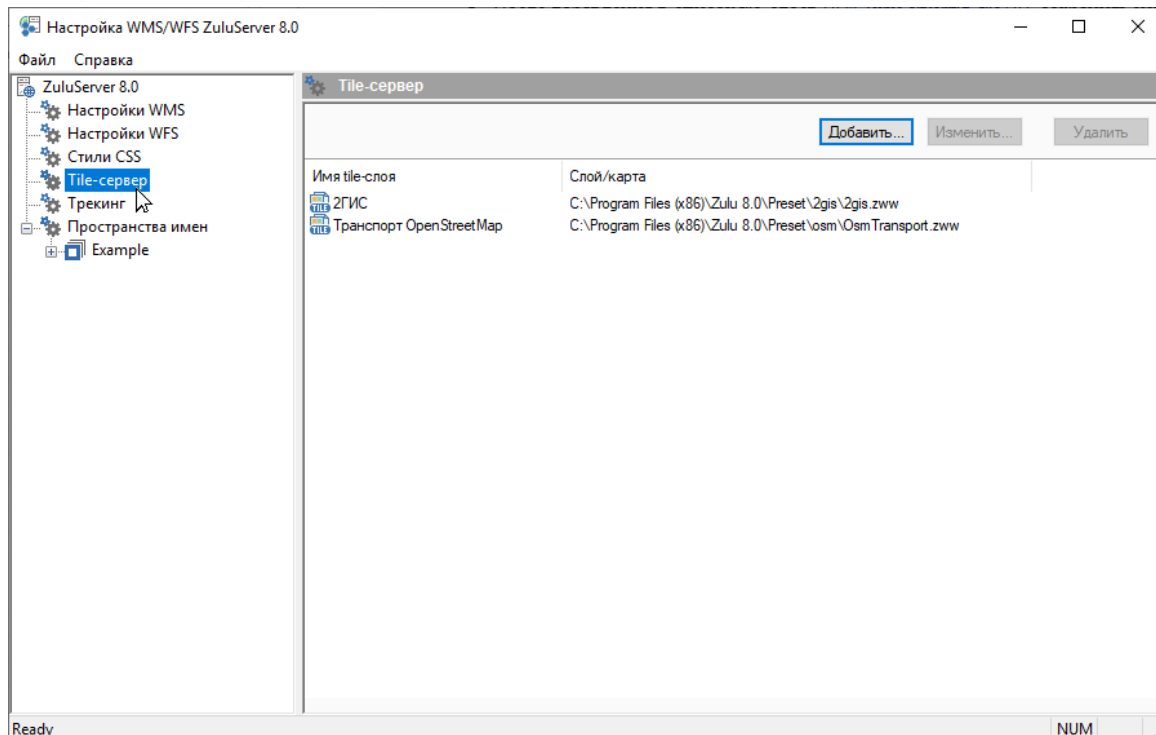 Настройка WMS/WFS ZuluServer 8.0
Файл Справка
ZuluServer 8.0
Настройки WMS
Настройки WFS
Стили CSS
Tile-сервер
Трекинг
Пространства имен
Example
Tile-сервер
Добавить... Изменить... Удалить
Имя tile-слоя Слой/карта
TILE 2ГИС C:\Program Files (x86)\Zulu 8.0\Preset\2gis\2gis.zww
TILE Транспорт OpenStreetMap C:\Program Files (x86)\Zulu 8.0\Preset\osm\OsmTransport.zww
Ready NUM